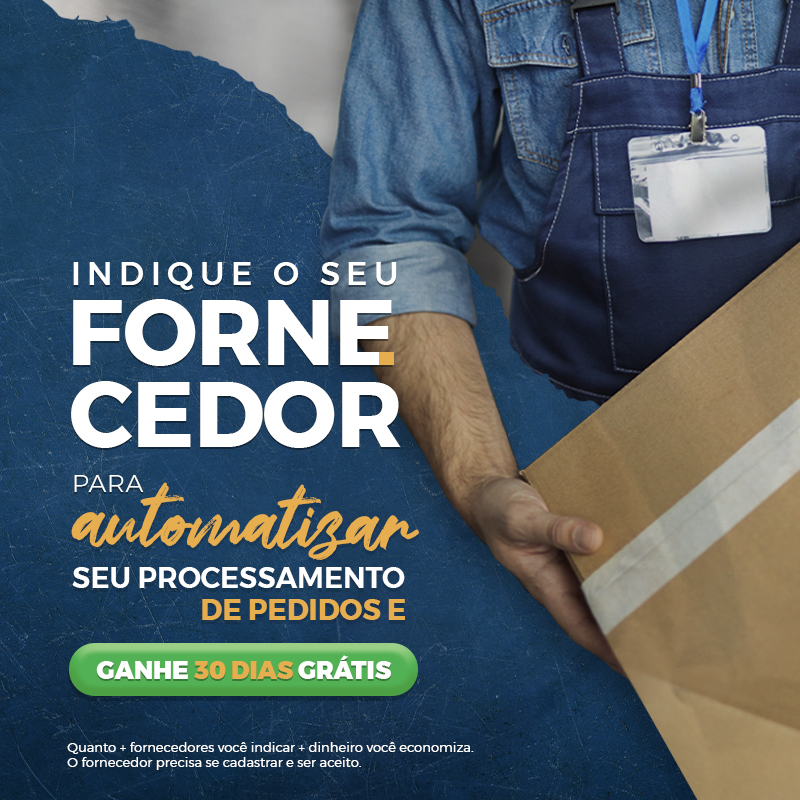 INDIQUE O SEU
FORNE
CEDOR
PARA
automatizar
SEU PROCESSAMENTO
DE PEDIDOS E
GANHE 30 DIAS GRÁTIS
Quanto + fornecedores você indicar + dinheiro você economiza.
O fornecedor precisa se cadastrar e ser aceito.